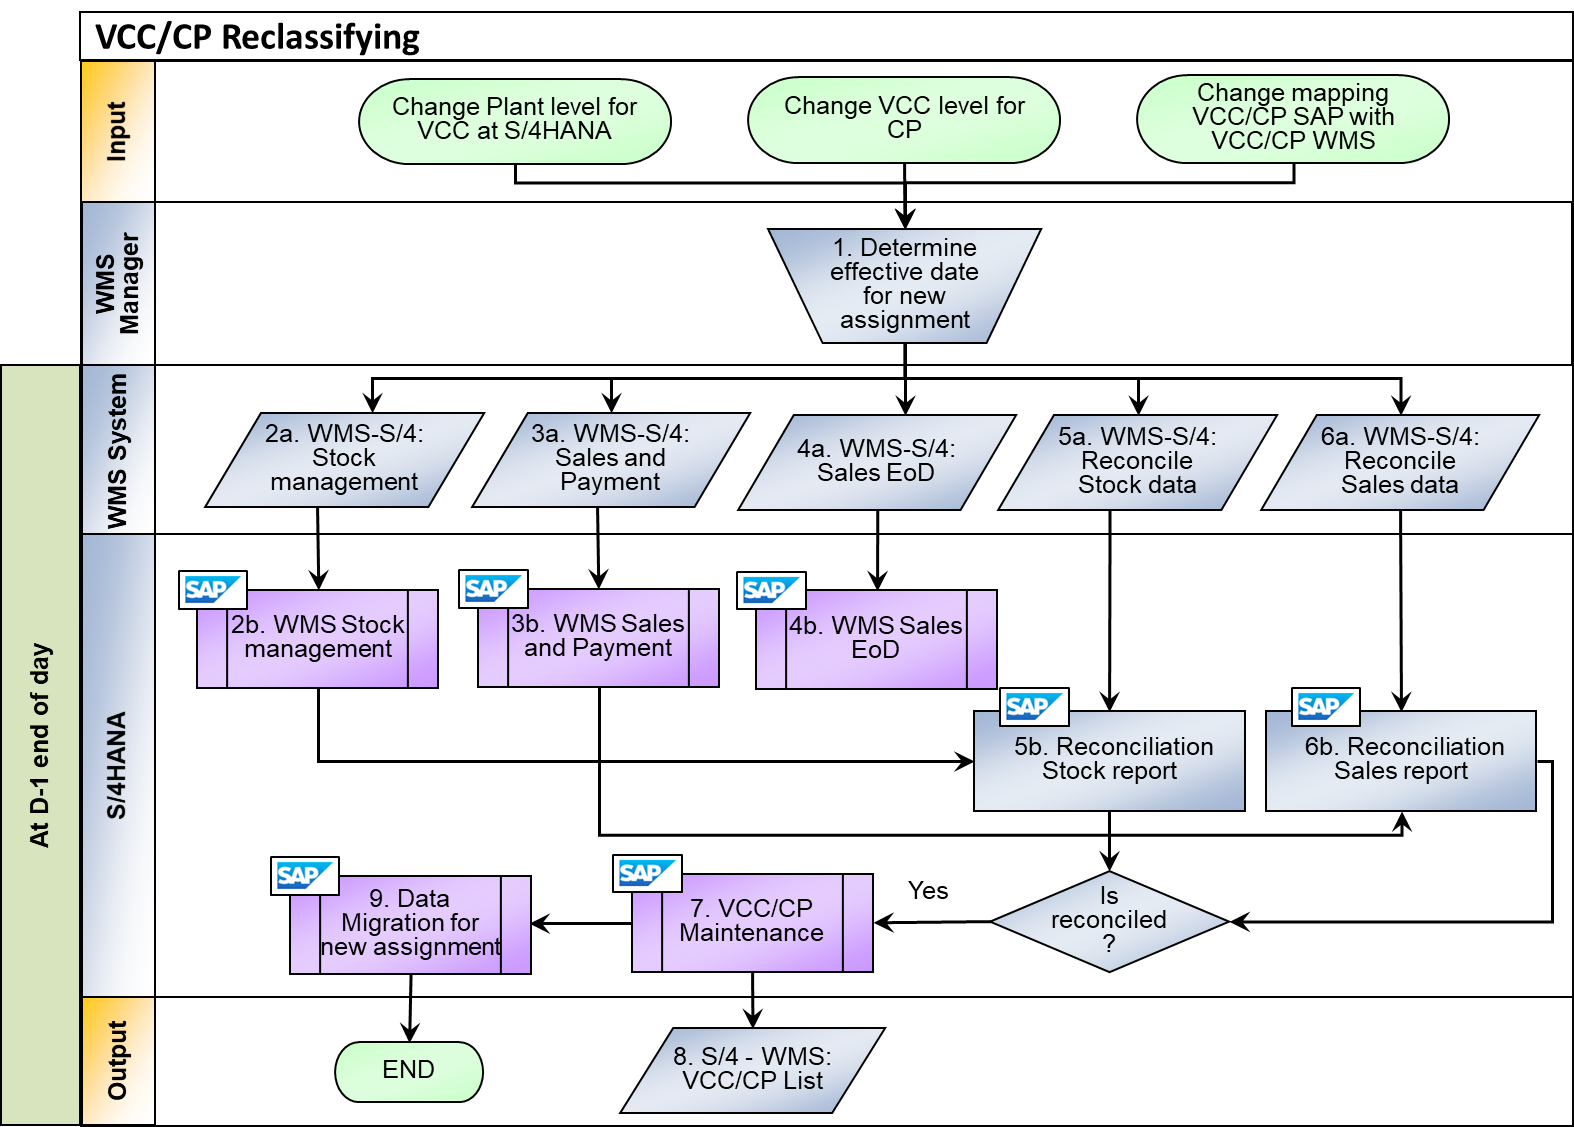 VCC/CP Reclassifying
Input
Change Plant level for
VCC at S/4HANA
Change VCC level for
CP
Change mapping
VCC/CP SAP with
VCC/CP WMS
WMS
Manager
1. Determine
effective date
for new
assignment
At D-1 end of day
WMS System
2a. WMS-S/4:
Stock
management
3a. WMS-S/4:
Sales and
Payment
4a. WMS-S/4:
Sales EoD
5a. WMS-S/4:
Reconcile
Stock data
6a. WMS-S/4:
Reconcile
Sales data
S/4HANA
SAP
2b. WMS Stock
management
SAP
3b. WMS Sales
and Payment
SAP
4b. WMS Sales
EoD
SAP
5b. Reconciliation
Stock report
SAP
6b. Reconciliation
Sales report
SAP
9. Data
Migration for
new assignment
SAP
7. VCC/CP
Maintenance
Yes
Is
reconciled
?
Output
END
8. S/4 - WMS:
VCC/CP List